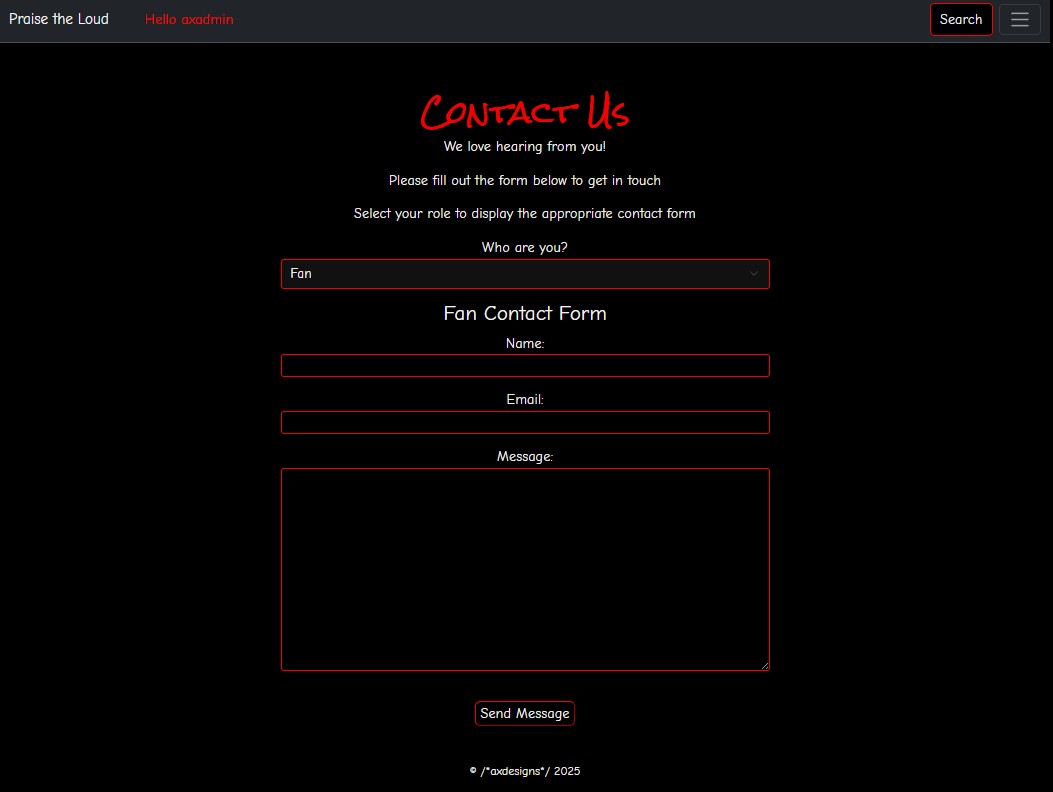 Praise the Loud Hello axadmin Search
Contact Us
We love hearing from you!
Please fill out the form below to get in touch
Select your role to display the appropriate contact form
Who are you?
Fan
Fan Contact Form
Name:
Email:
Message:
Send Message
© /*axdesigns*/ 2025